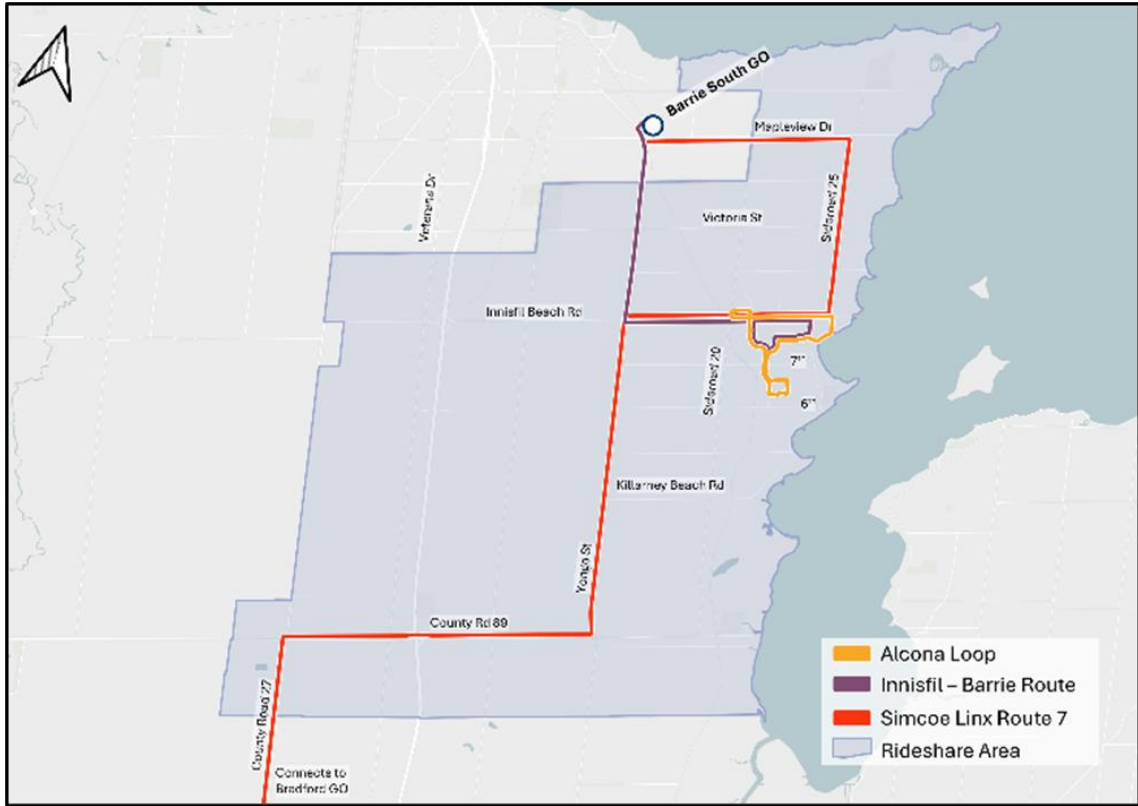 Barrie South GO
Mapleview Dr
Veterans Dr
Victoria St
Sideroad 25
Innisfil Beach Rd
Sideroad 20
7th
6th
Killarney Beach Rd
Yonge St
County Rd 89
County Road 27
Connects to
Bradford GO
Alcona Loop
Innisfil – Barrie Route
Simcoe Linx Route 7
Rideshare Area